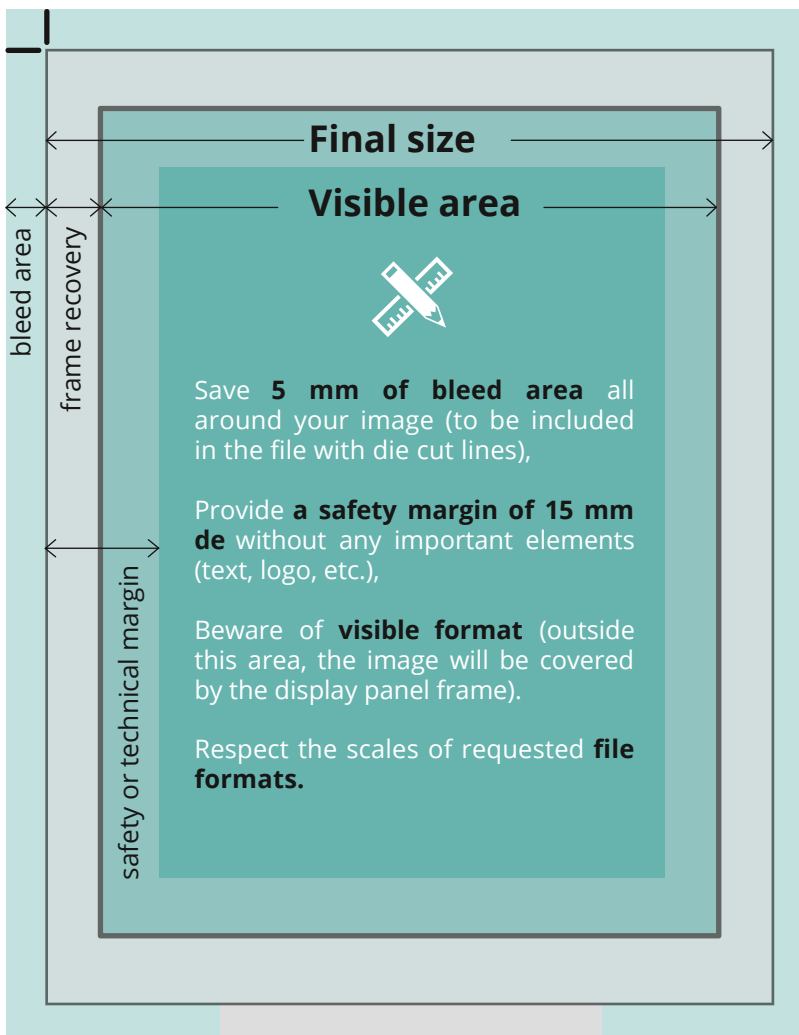 Final size
Visible area
bleed area
frame recovery
safety or technical margin
Save 5 mm of bleed area all
around your image (to be included
in the file with die cut lines),
Provide a safety margin of 15 mm
de without any important elements
(text, logo, etc.),
Beware of visible format (outside
this area, the image will be covered
by the display panel frame).
Respect the scales of requested file
formats.